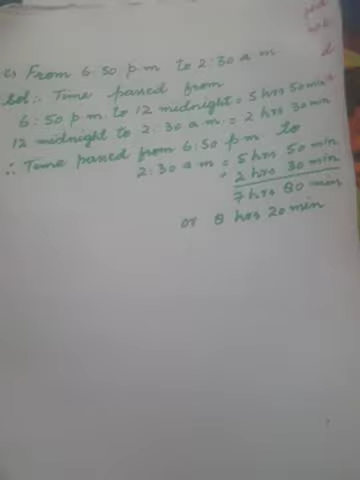 c) From 6:50 p m to 2:30 a m
Sol:. Time passed from
6:50 p m to 12 midnight = 5 hrs 50 min
12 midnight to 2:30 a m = 2 hrs 30 min
∴ Time passed from 6:50 p m to
2:30 a m = 5 hrs 50 min
+ 2 hrs 30 min
7 hrs 80 min
or 8 hrs 20 min